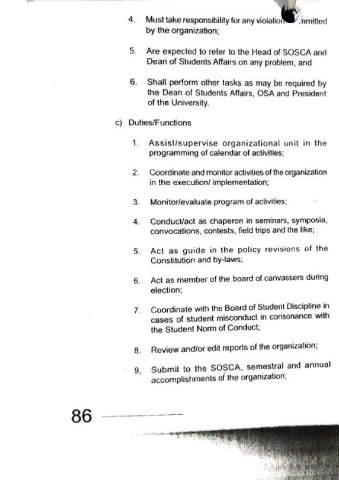 4. Must take responsibility for any violation
by the organization;
5. Are expected to refer to the Head of SOSCA and
Dean of Students Affairs on any problem; and
6. Shall perform other tasks as may be required by
the Dean of Students Affairs, OSA and President
of the University.
c) Duties/Functions
1. Assist/supervise organizational unit in the
programming of calendar of activities;
2. Coordinate and monitor activities of the organization
in the execution/ implementation;
3. Monitor/evaluate program of activities;
4. Conduct/act as chaperon in seminars, symposia,
convocations, contests, field trips and the like;
5. Act as guide in the policy revisions of the
Constitution and by-laws;
6. Act as member of the board of canvassers during
election;
7. Coordinate with the Board of Student Discipline in
cases of student misconduct in consonance with
the Student Norm of Conduct;
8. Review and/or edit reports of the organization;
9. Submit to the SOSCA, semestral and annual
accomplishments of the organization;
86